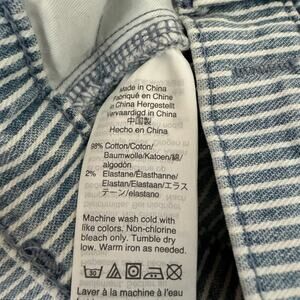 Made in China
Fabriqué en Chine
In China Hergestellt
Vervaardigd in China
中国製
Hecho en China
98% Cotton/Coton/
Baumwolle/Katoen/綿/
algodón
2% Elastane/Élasthanne/
Elastan/Elastaan/エラス
テーン/elastano
Machine wash cold with
like colors. Non-chlorine
bleach only. Tumble dry
low. Warm iron as needed.
30
Laver à la machine à l'eau